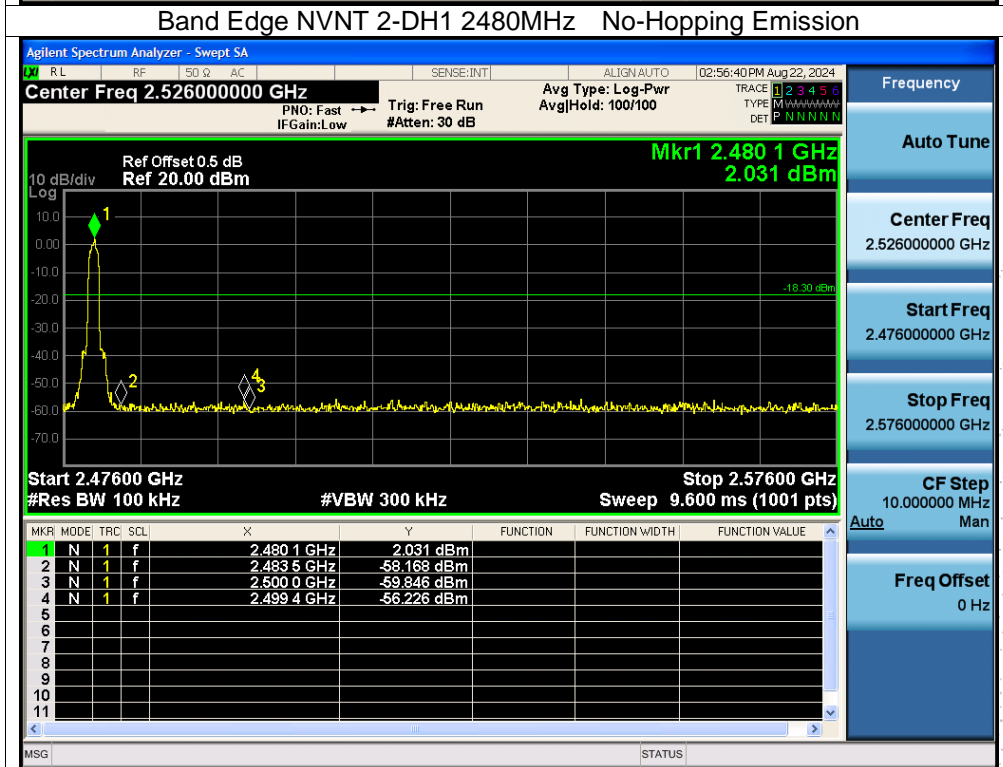 Band Edge NVNT 2-DH1 2480MHz No-Hopping Emission
Agilent Spectrum Analyzer - Swept SA
LXI RL RF 50 Ω AC SENSE:INT ALIGN AUTO 02:56:40 PM Aug 22, 2024
Center Freq 2.526000000 GHz
PNO: Fast
IFGain:Low
Trig: Free Run
#Atten: 30 dB
Avg Type: Log-Pwr
Avg|Hold: 100/100
TRACE 1 2 3 4 5 6
TYPE M
DET P N N N N N
Ref Offset 0.5 dB
10 dB/div Ref 20.00 dBm
Log
Mkr1 2.480 1 GHz
2.031 dBm
10.0
0.00
-10.0
-20.0
-30.0
-40.0
-50.0
-60.0
-70.0
1
2
4
3
-18.30 dBm
Start 2.47600 GHz Stop 2.57600 GHz
#Res BW 100 kHz #VBW 300 kHz Sweep 9.600 ms (1001 pts)
MKR MODE TRC SCL X Y FUNCTION FUNCTION WIDTH FUNCTION VALUE
1 N 1 f 2.480 1 GHz 2.031 dBm
2 N 1 f 2.483 5 GHz -58.168 dBm
3 N 1 f 2.500 0 GHz -59.846 dBm
4 N 1 f 2.499 4 GHz -56.226 dBm
5
6
7
8
9
10
11
MSG STATUS
Frequency
Auto Tune
Center Freq
2.526000000 GHz
Start Freq
2.476000000 GHz
Stop Freq
2.576000000 GHz
CF Step
10.000000 MHz
Auto Man
Freq Offset
0 Hz